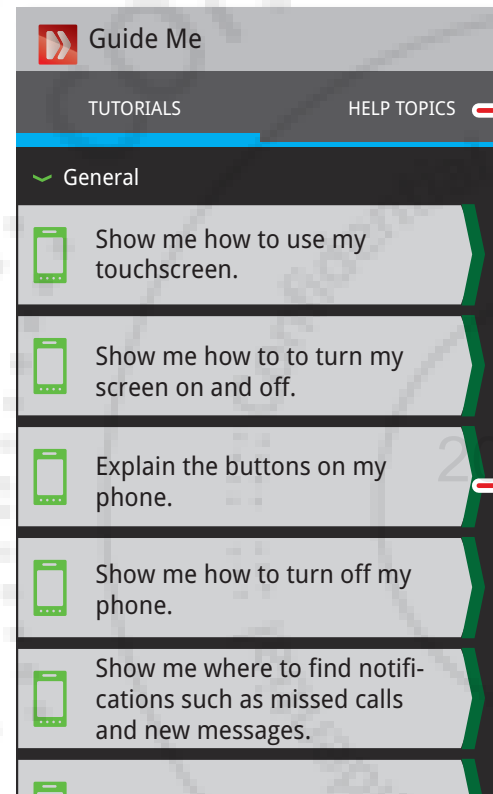 Guide Me
TUTORIALS
HELP TOPICS
General
Show me how to use my
touchscreen.
Show me how to to turn my
screen on and off.
Explain the buttons on my
phone.
Show me how to turn off my
phone.
Show me where to find notifi-
cations such as missed calls
and new messages.